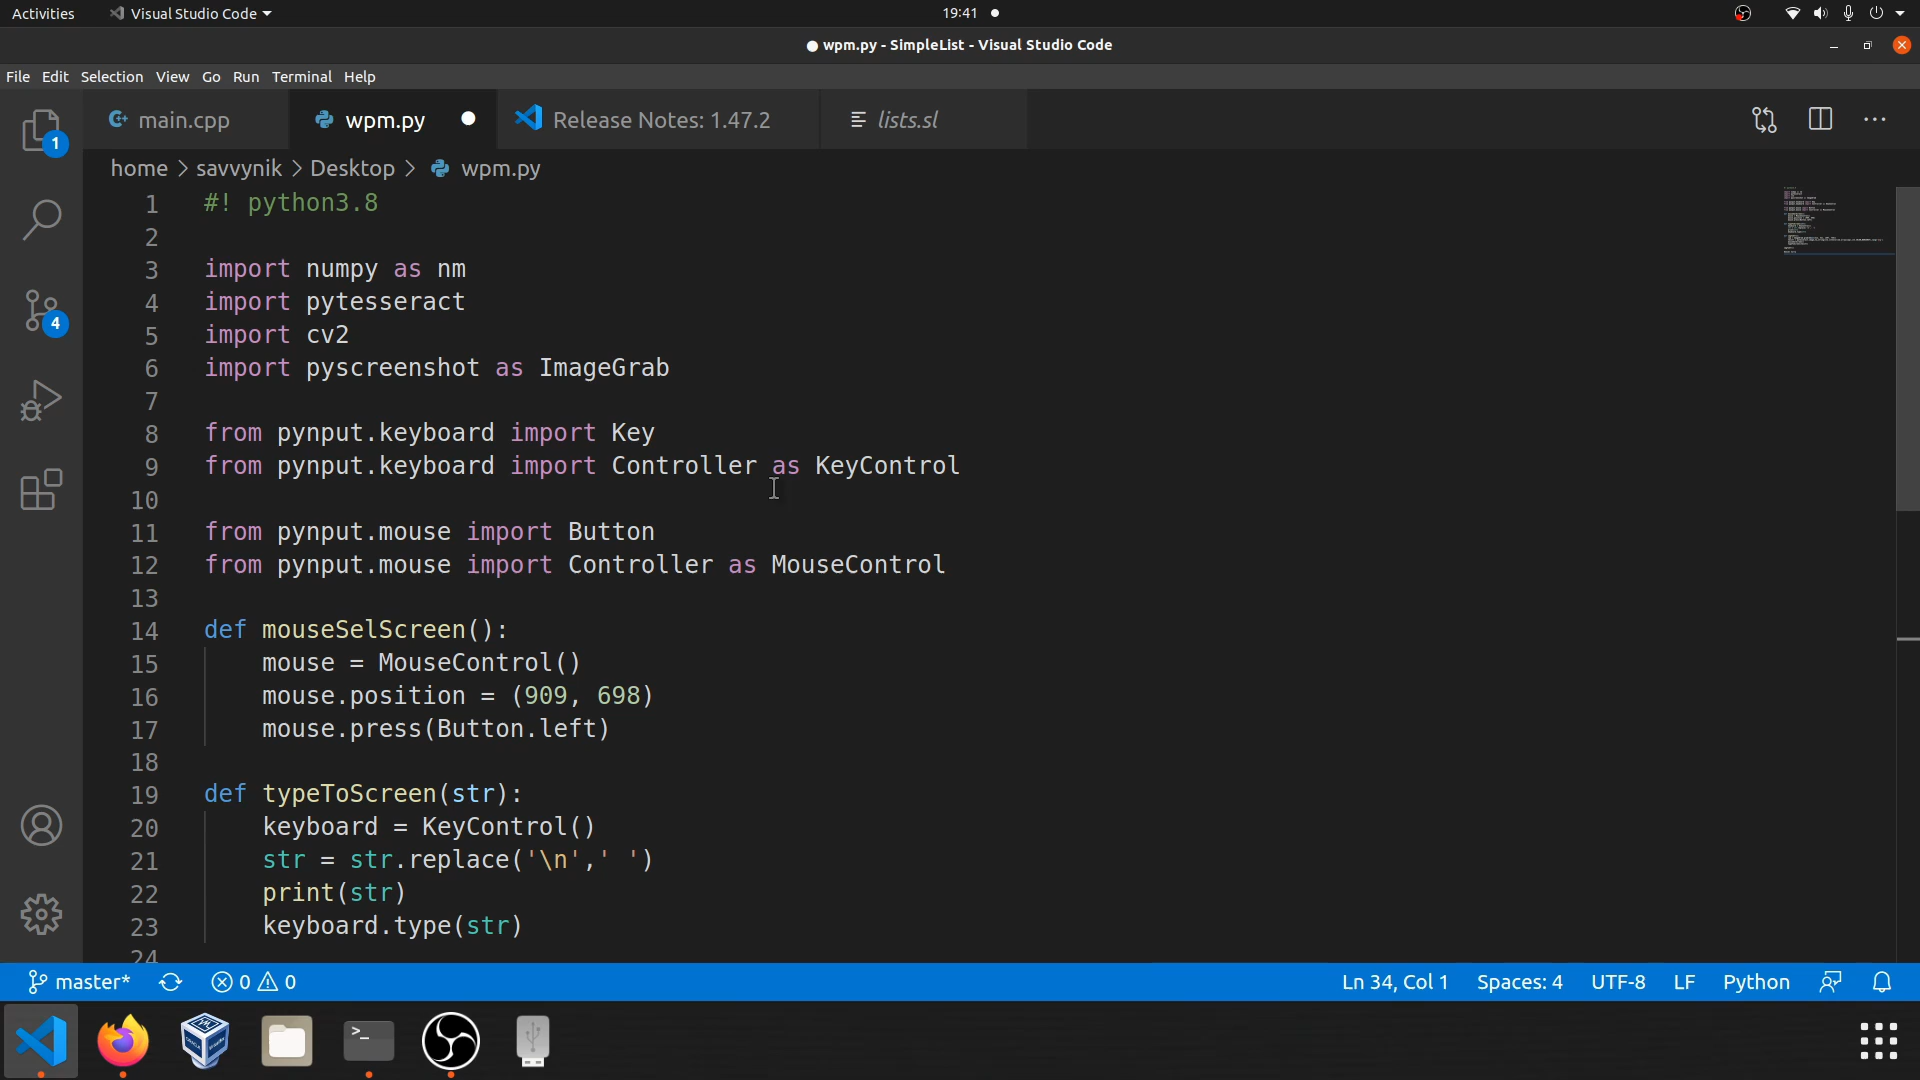 Activities Visual Studio Code 19:41
● wpm.py - SimpleList - Visual Studio Code
File Edit Selection View Go Run Terminal Help
main.cpp wpm.py Release Notes: 1.47.2 lists.sl
home > savvynik > Desktop > wpm.py
1 #! python3.8
2
3 import numpy as nm
4 import pytesseract
5 import cv2
6 import pyscreenshot as ImageGrab
7
8 from pynput.keyboard import Key
9 from pynput.keyboard import Controller as KeyControl
10
11 from pynput.mouse import Button
12 from pynput.mouse import Controller as MouseControl
13
14 def mouseSelScreen():
15     mouse = MouseControl()
16     mouse.position = (909, 698)
17     mouse.press(Button.left)
18
19 def typeToScreen(str):
20     keyboard = KeyControl()
21     str = str.replace('\n',' ')
22     print(str)
23     keyboard.type(str)
24
1
4
master* 0 0 Ln 34, Col 1 Spaces: 4 UTF-8 LF Python